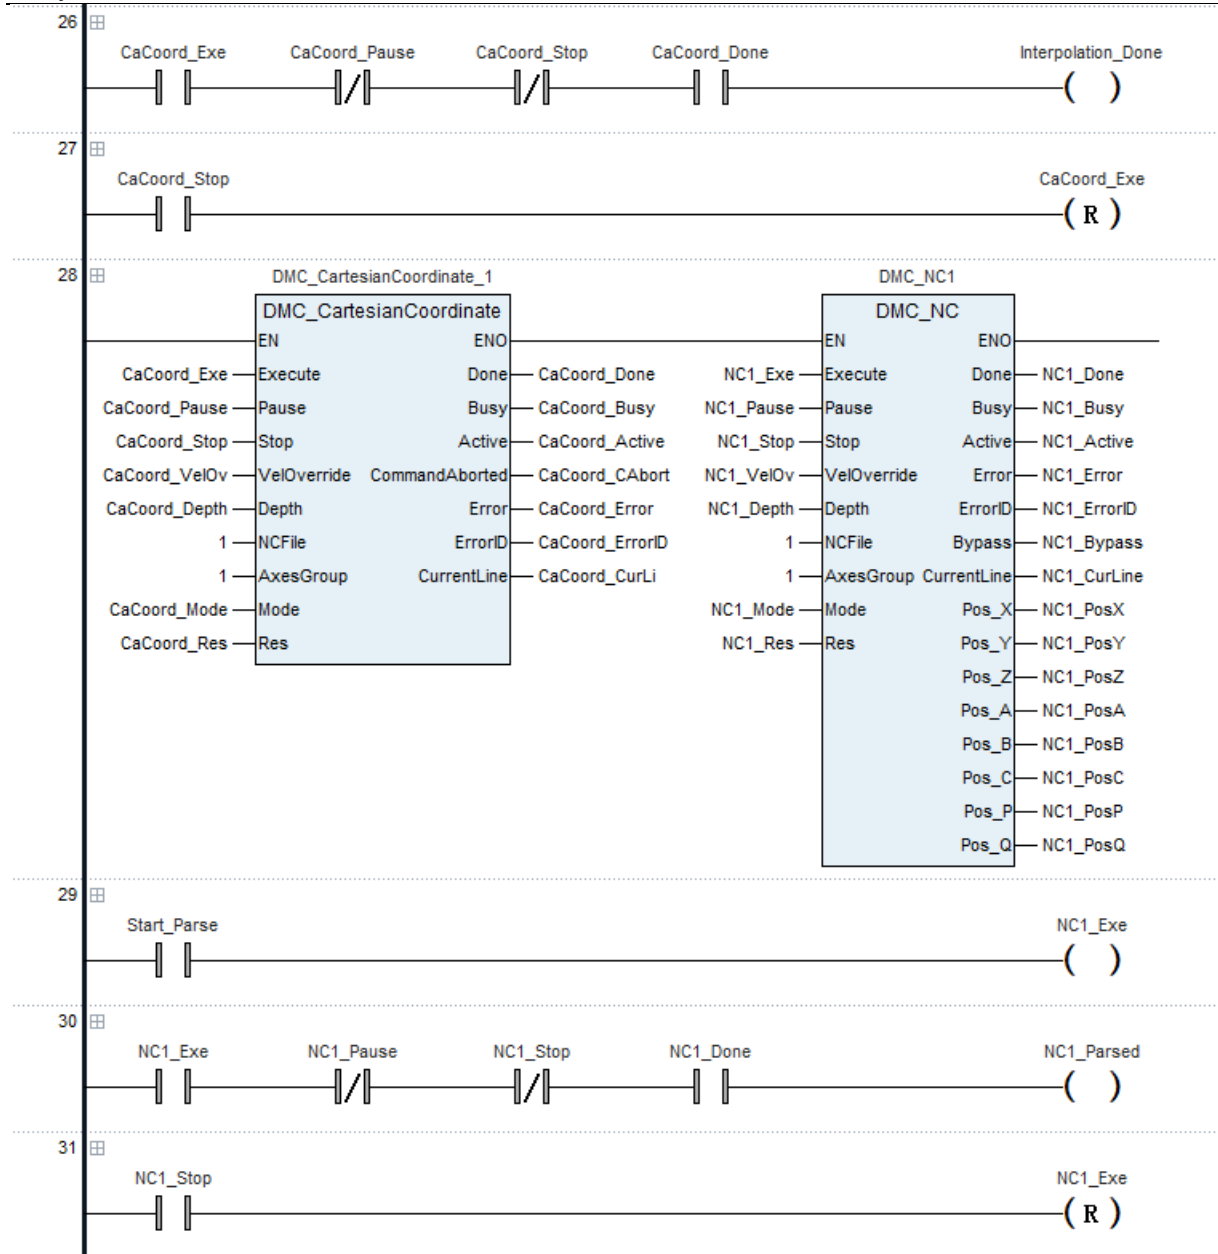 26
CaCoord_Exe CaCoord_Pause CaCoord_Stop CaCoord_Done Interpolation_Done
27
CaCoord_Stop CaCoord_Exe
R
28
DMC_CartesianCoordinate_1 DMC_NC1
DMC_CartesianCoordinate DMC_NC
EN ENO EN ENO
CaCoord_Exe Execute Done CaCoord_Done NC1_Exe Execute Done NC1_Done
CaCoord_Pause Pause Busy CaCoord_Busy NC1_Pause Pause Busy NC1_Busy
CaCoord_Stop Stop Active CaCoord_Active NC1_Stop Stop Active NC1_Active
CaCoord_VelOv VelOverride CommandAborted CaCoord_CAbort NC1_VelOv VelOverride Error NC1_Error
CaCoord_Depth Depth Error CaCoord_Error NC1_Depth Depth ErrorID NC1_ErrorID
1 NCFile ErrorID CaCoord_ErrorID 1 NCFile Bypass NC1_Bypass
1 AxesGroup CurrentLine CaCoord_CurLi 1 AxesGroup CurrentLine NC1_CurLine
CaCoord_Mode Mode NC1_Mode Mode Pos_X NC1_PosX
CaCoord_Res Res NC1_Res Res Pos_Y NC1_PosY
Pos_Z NC1_PosZ
Pos_A NC1_PosA
Pos_B NC1_PosB
Pos_C NC1_PosC
Pos_P NC1_PosP
Pos_Q NC1_PosQ
29
Start_Parse NC1_Exe
30
NC1_Exe NC1_Pause NC1_Stop NC1_Done NC1_Parsed
31
NC1_Stop NC1_Exe
R